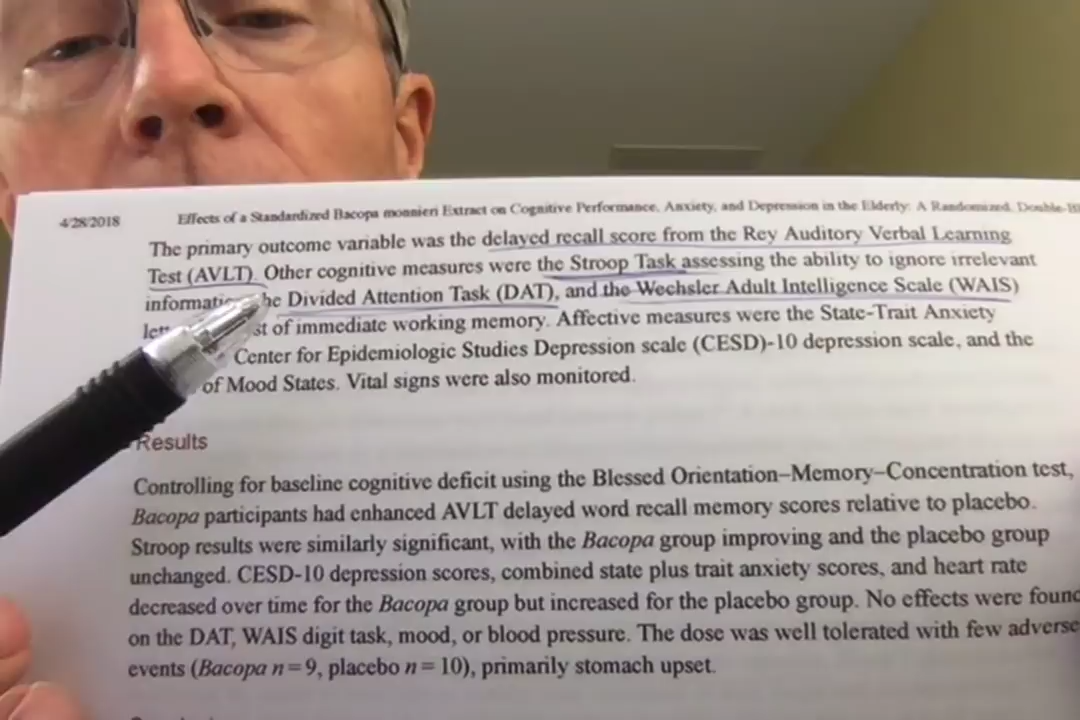 4/28/2018 Effects of a Standardized Bacopa monnieri Extract on Cognitive Performance, Anxiety, and Depression in the Elderly: A Randomized, Double-Bl
The primary outcome variable was the delayed recall score from the Rey Auditory Verbal Learning
Test (AVLT). Other cognitive measures were the Stroop Task assessing the ability to ignore irrelevant
he Divided Attention Task (DAT), and the Wechsler Adult Intelligence Scale (WAIS)
st of immediate working memory. Affective measures were the State-Trait Anxiety
Center for Epidemiologic Studies Depression scale (CESD)-10 depression scale, and the
of Mood States. Vital signs were also monitored.
Results
Controlling for baseline cognitive deficit using the Blessed Orientation–Memory–Concentration test,
Bacopa participants had enhanced AVLT delayed word recall memory scores relative to placebo.
Stroop results were similarly significant, with the Bacopa group improving and the placebo group
unchanged. CESD-10 depression scores, combined state plus trait anxiety scores, and heart rate
decreased over time for the Bacopa group but increased for the placebo group. No effects were found
on the DAT, WAIS digit task, mood, or blood pressure. The dose was well tolerated with few adverse
events (Bacopa n = 9, placebo n = 10), primarily stomach upset.